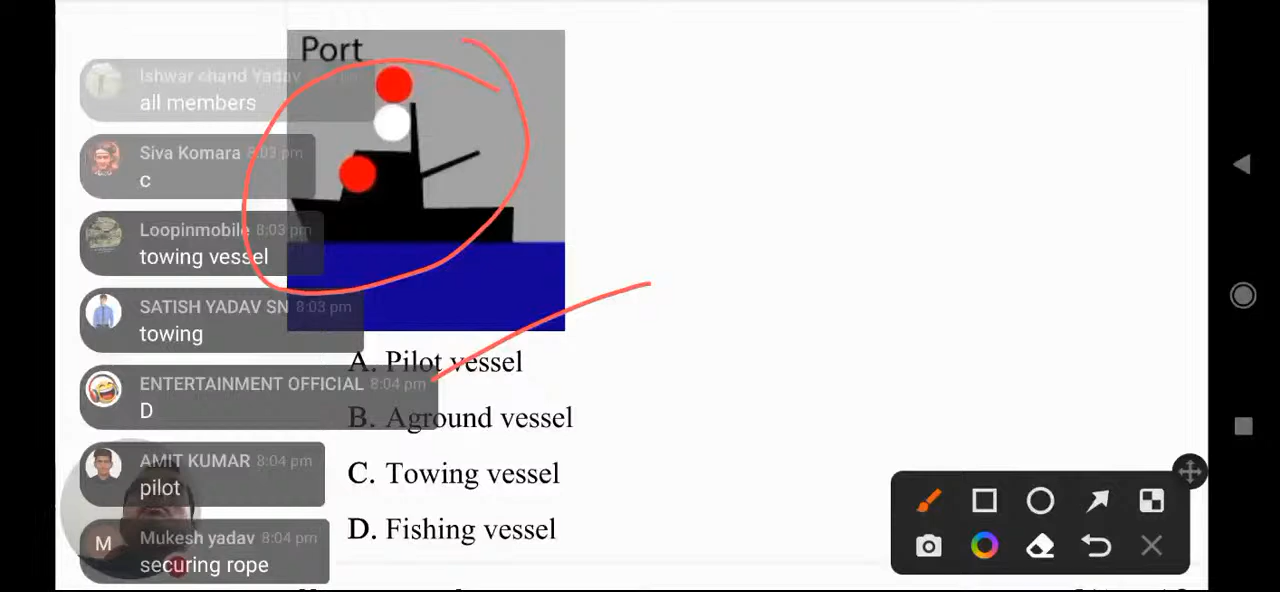 Port
Ishwar chand Yadav
all members
Siva Komara 8:03 pm
c
Loopinmobile 8:03 pm
towing vessel
SATISH YADAV SN 8:03 pm
towing
A. Pilot vessel
ENTERTAINMENT OFFICIAL 8:04 pm
D
B. Aground vessel
AMIT KUMAR 8:04 pm
pilot
C. Towing vessel
M
Mukesh yadav 8:04 pm
securing rope
D. Fishing vessel